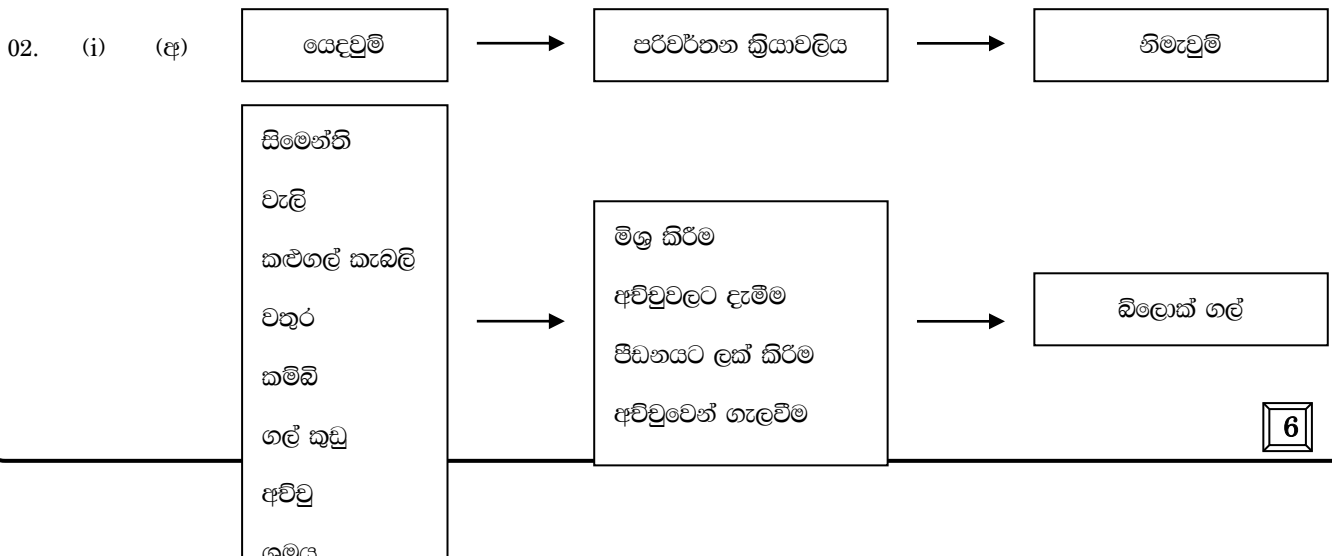 02. (i) (අ) යෙදවුම් පරිවර්තන ක්‍රියාවලිය නිමැවුම්
සිමෙන්ති
වැලි
කළුගල් කැබලි
වතුර
කම්බි
ගල් කුඩු
අච්චු
ශ්‍රමය
මිශ්‍ර කිරීම
අච්චුවලට දැමීම
පීඩනයට ලක් කිරිම
අච්චුවෙන් ගැලවීම
බ්ලොක් ගල්
6